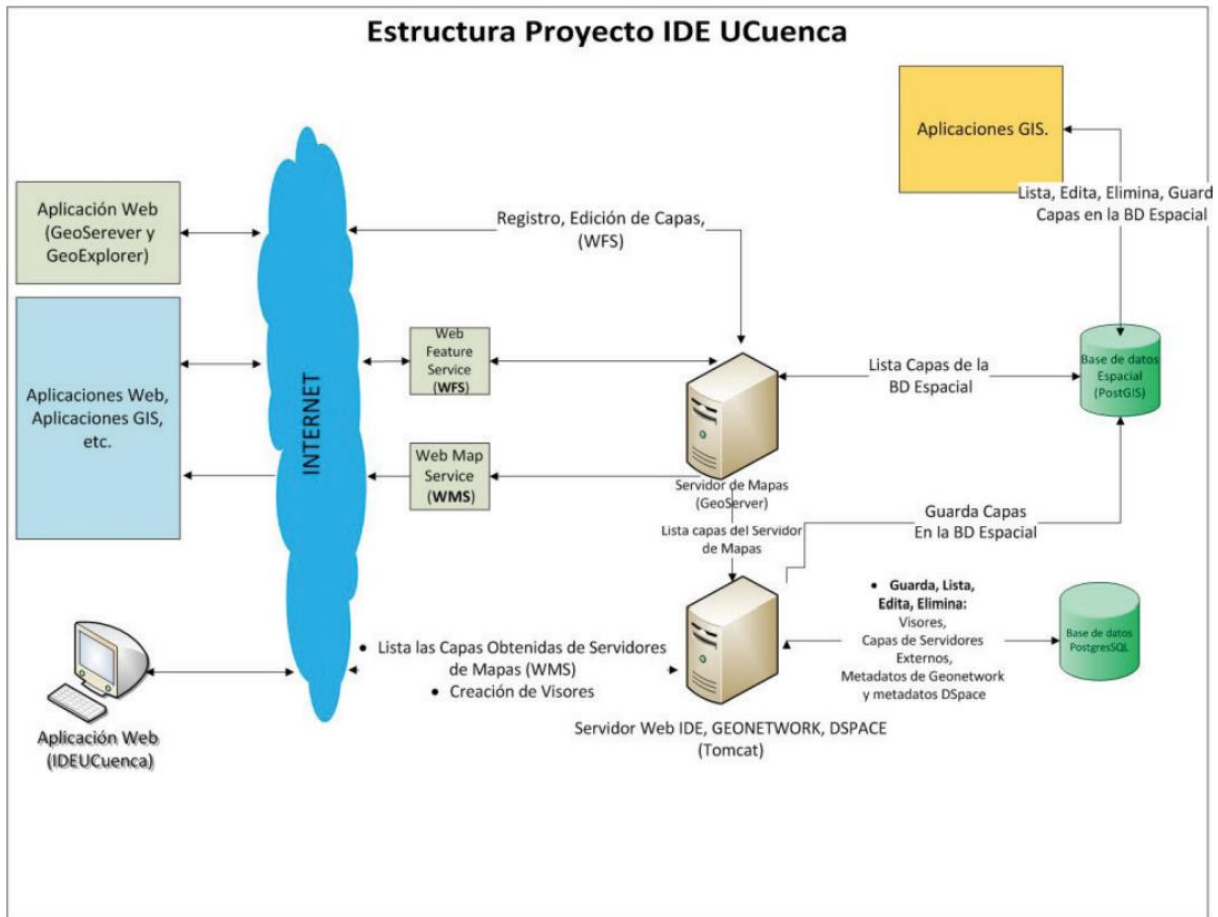 Estructura Proyecto IDE UCuenca
Aplicaciones GIS.
Lista, Edita, Elimina, Guard
Capas en la BD Espacial
Aplicación Web
(GeoSerever y
GeoExplorer)
Registro, Edición de Capas,
(WFS)
Aplicaciones Web,
Aplicaciones GIS,
etc.
INTERNET
Web
Feature
Service
(WFS)
Web Map
Service
(WMS)
Servidor de Mapas
(GeoServer)
Lista Capas de la
BD Espacial
Base de datos
Espacial
(PostGIS)
Lista capas del Servidor
de Mapas
Guarda Capas
En la BD Espacial
• Guarda, Lista,
Edita, Elimina:
Visores,
Capas de Servidores
Externos,
Metadatos de Geonetwork
y metadatos DSpace
Base de datos
PostgresSQL
• Lista las Capas Obtenidas de Servidores
de Mapas (WMS)
• Creación de Visores
Servidor Web IDE, GEONETWORK, DSPACE
(Tomcat)
Aplicación Web
(IDEUCuenca)